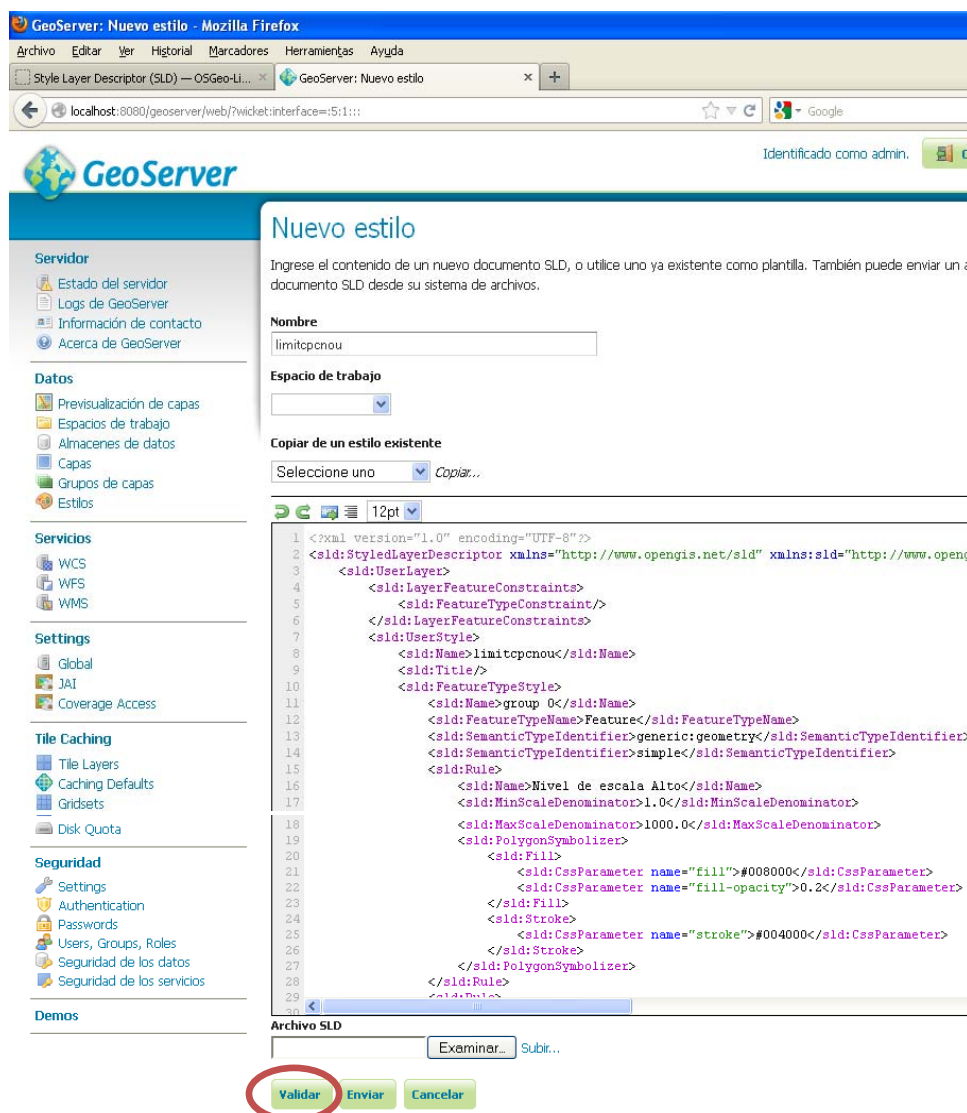 GeoServer: Nuevo estilo - Mozilla Firefox
Archivo Editar Ver Historial Marcadores Herramientas Ayuda
Style Layer Descriptor (SLD) — OSGeo-Li... × GeoServer: Nuevo estilo × +
localhost:8080/geoserver/web/?wicket:interface=:5:1::: Google
GeoServer
Identificado como admin.
Nuevo estilo
Ingrese el contenido de un nuevo documento SLD, o utilice uno ya existente como plantilla. También puede enviar un
documento SLD desde su sistema de archivos.
Nombre
limitcpcnou
Espacio de trabajo
Copiar de un estilo existente
Seleccione uno Copiar...
12pt
Servidor
Estado del servidor
Logs de GeoServer
Información de contacto
Acerca de GeoServer
Datos
Previsualización de capas
Espacios de trabajo
Almacenes de datos
Capas
Grupos de capas
Estilos
Servicios
WCS
WFS
WMS
Settings
Global
JAI
Coverage Access
Tile Caching
Tile Layers
Caching Defaults
Gridsets
Disk Quota
Seguridad
Settings
Authentication
Passwords
Users, Groups, Roles
Seguridad de los datos
Seguridad de los servicios
Demos
1 <?xml version="1.0" encoding="UTF-8"?>
2 <sld:StyledLayerDescriptor xmlns="http://www.opengis.net/sld" xmlns:sld="http://www.openg
3 <sld:UserLayer>
4 <sld:LayerFeatureConstraints>
5 <sld:FeatureTypeConstraint/>
6 </sld:LayerFeatureConstraints>
7 <sld:UserStyle>
8 <sld:Name>limitcpcnou</sld:Name>
9 <sld:Title/>
10 <sld:FeatureTypeStyle>
11 <sld:Name>group 0</sld:Name>
12 <sld:FeatureTypeName>Feature</sld:FeatureTypeName>
13 <sld:SemanticTypeIdentifier>generic:geometry</sld:SemanticTypeIdentifier>
14 <sld:SemanticTypeIdentifier>simple</sld:SemanticTypeIdentifier>
15 <sld:Rule>
16 <sld:Name>Nivel de escala Alto</sld:Name>
17 <sld:MinScaleDenominator>1.0</sld:MinScaleDenominator>
18 <sld:MaxScaleDenominator>1000.0</sld:MaxScaleDenominator>
19 <sld:PolygonSymbolizer>
20 <sld:Fill>
21 <sld:CssParameter name="fill">#008000</sld:CssParameter>
22 <sld:CssParameter name="fill-opacity">0.2</sld:CssParameter>
23 </sld:Fill>
24 <sld:Stroke>
25 <sld:CssParameter name="stroke">#004000</sld:CssParameter>
26 </sld:Stroke>
27 </sld:PolygonSymbolizer>
28 </sld:Rule>
29 <sld:Rule>
30
Archivo SLD
Examinar... Subir...
Validar Enviar Cancelar